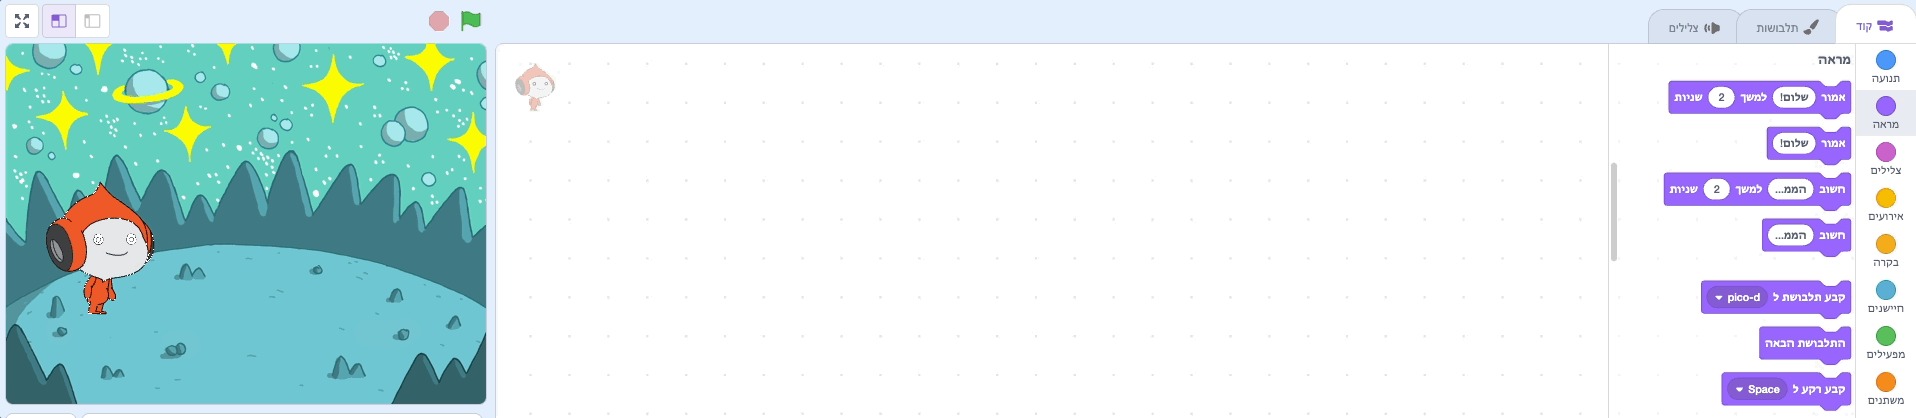 קוד
תלבושות
צלילים
תנועה
מראה
צלילים
אירועים
בקרה
חיישנים
מפעילים
משתנים
מראה
אמור שלום! למשך 2 שניות
אמור שלום!
חשוב הממ... למשך 2 שניות
חשוב הממ...
קבע תלבושת ל pico-d
התלבושת הבאה
קבע רקע ל Space